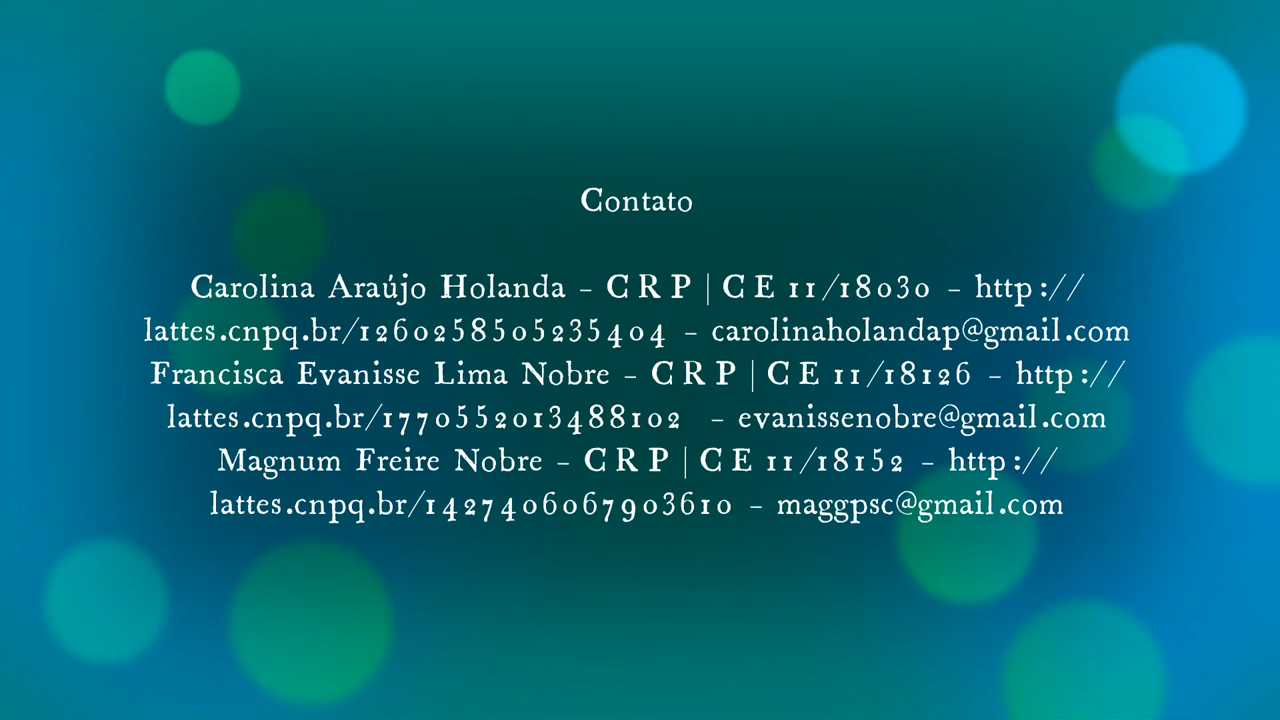 Contato
Carolina Araújo Holanda – CRP|CE 11/18030 – http://
lattes.cnpq.br/1260258505235404 – carolinaholandap@gmail.com
Francisca Evanisse Lima Nobre – CRP|CE 11/18126 – http://
lattes.cnpq.br/1770552013488102 – evanissenobre@gmail.com
Magnum Freire Nobre – CRP|CE 11/18152 – http://
lattes.cnpq.br/1427406067903610 – maggpsc@gmail.com